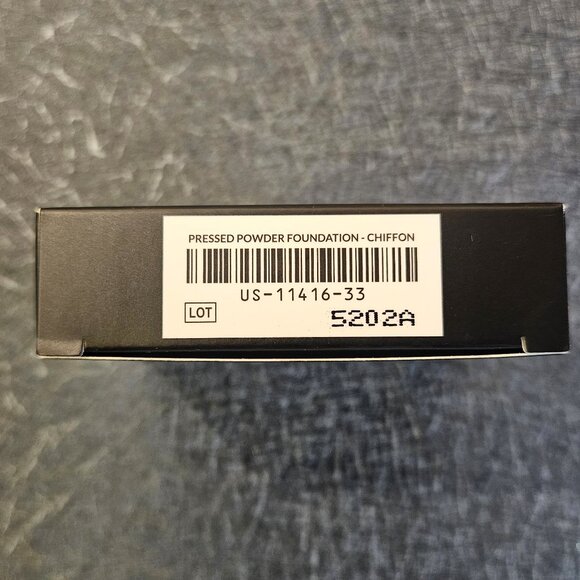 PRESSED POWDER FOUNDATION - CHIFFON
US-11416-33
LOT
5202A